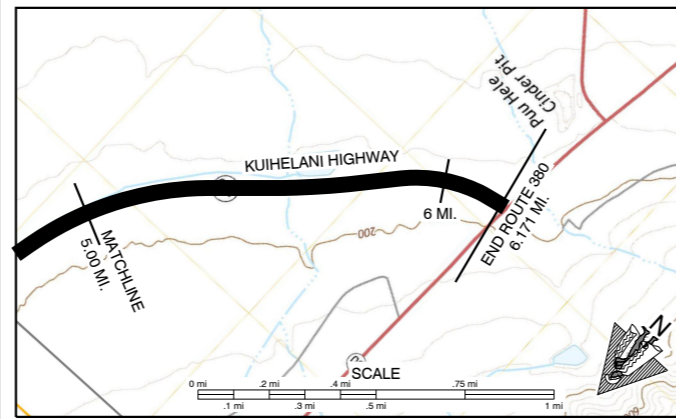 Puu Hele
Cinder Pit
KUIHELANI HIGHWAY
END ROUTE 380
6.171 MI.
6 MI.
MATCHLINE
5.00 MI.
200
N
SCALE
0 mi .2 mi .4 mi .75 mi
.1 mi .3 mi .5 mi 1 mi